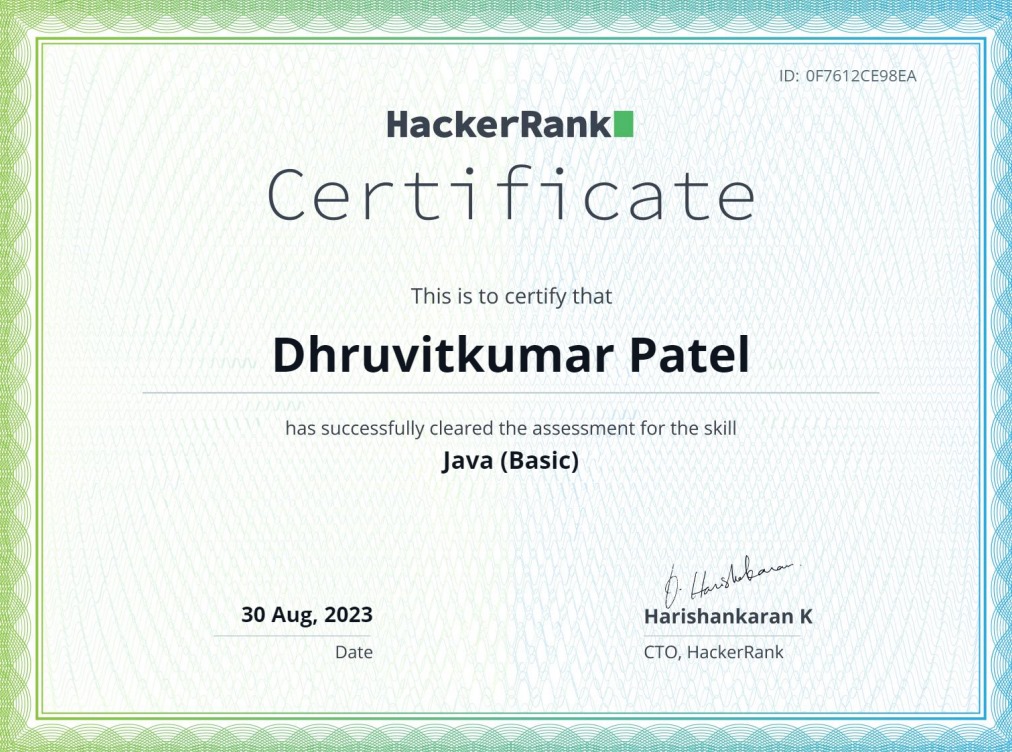 ID: 0F7612CE98EA
HackerRank
Certificate
This is to certify that
Dhruvitkumar Patel
has successfully cleared the assessment for the skill
Java (Basic)
30 Aug, 2023
Date
D. Harishankaran
Harishankaran K
CTO, HackerRank